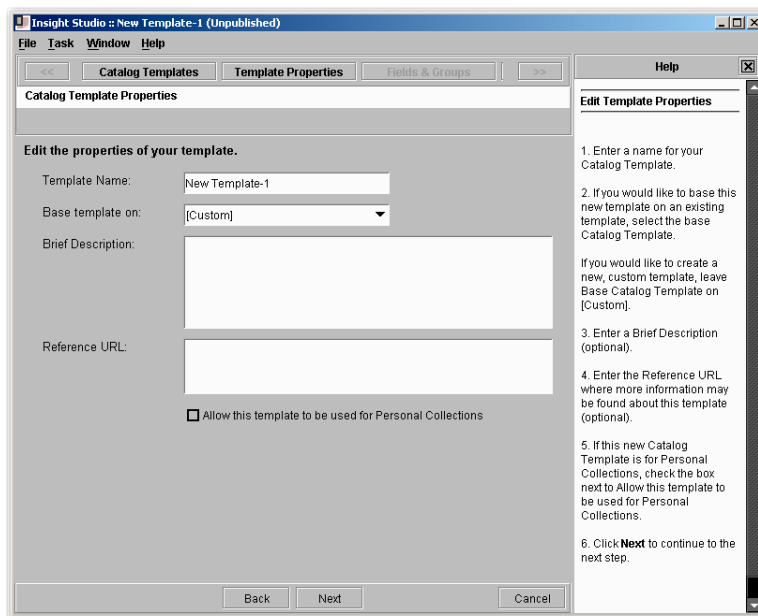 Insight Studio :: New Template-1 (Unpublished)
File Task Window Help
<< Catalog Templates Template Properties Fields & Groups >>
Catalog Template Properties
Edit the properties of your template.
Template Name: New Template-1
Base template on: [Custom]
Brief Description:
Reference URL:
Allow this template to be used for Personal Collections
Back Next Cancel
Help
Edit Template Properties
1. Enter a name for your
Catalog Template.
2. If you would like to base this
new template on an existing
template, select the base
Catalog Template.
If you would like to create a
new, custom template, leave
Base Catalog Template on
[Custom].
3. Enter a Brief Description
(optional).
4. Enter the Reference URL
where more information may
be found about this template
(optional).
5. If this new Catalog
Template is for Personal
Collections, check the box
next to Allow this template to
be used for Personal
Collections.
6. Click Next to continue to the
next step.